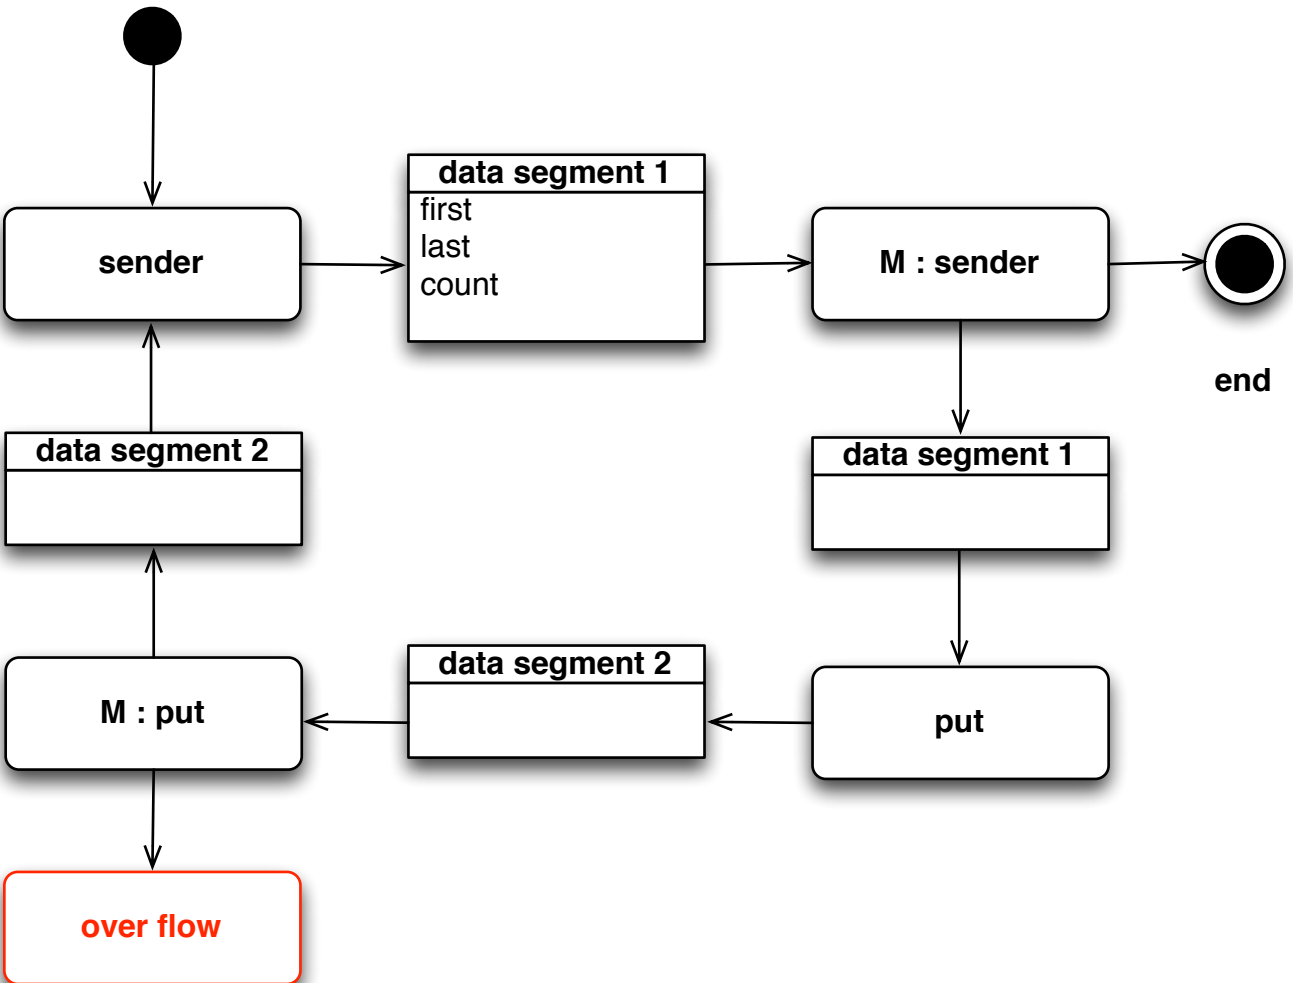 data segment 1
first
last
count
sender
M : sender
end
data segment 2
data segment 1
data segment 2
M : put
put
over flow